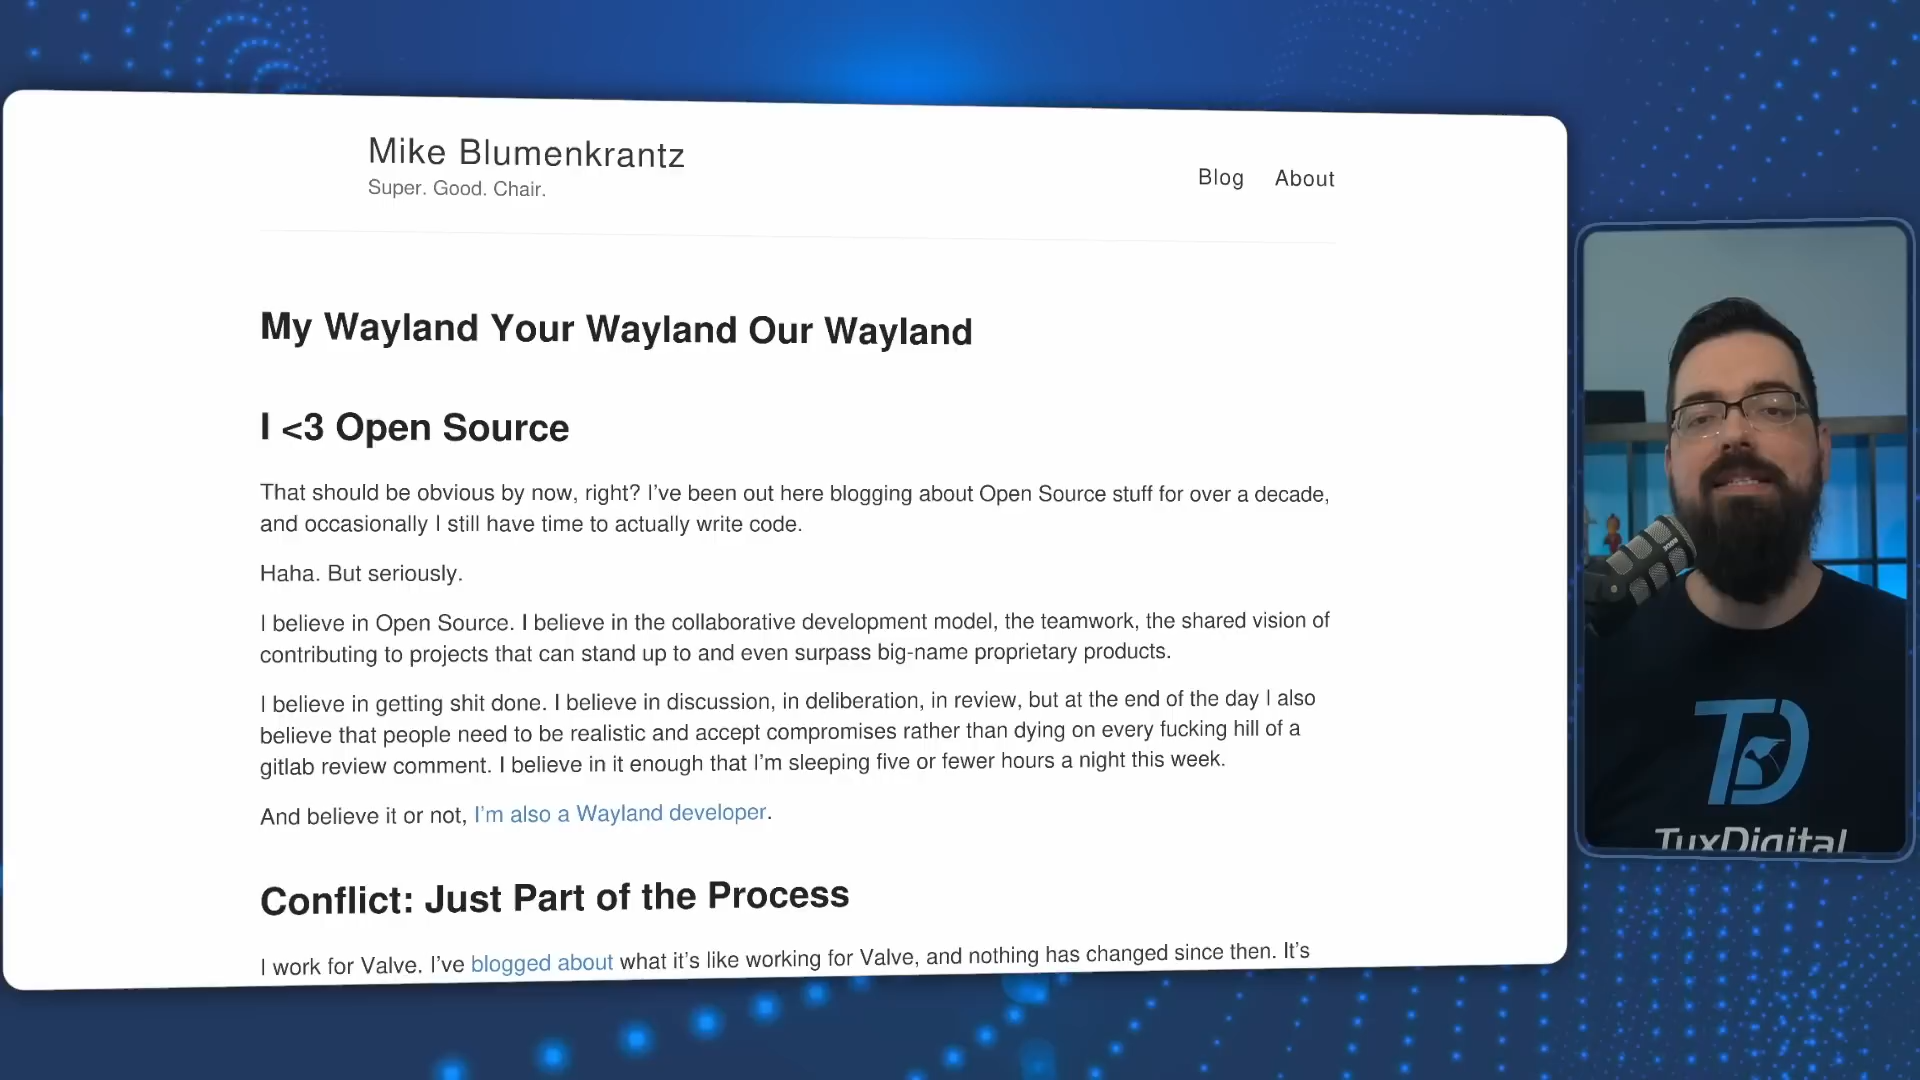 Mike Blumenkrantz
Super. Good. Chair.
Blog About
My Wayland Your Wayland Our Wayland
I <3 Open Source
That should be obvious by now, right? I've been out here blogging about Open Source stuff for over a decade,
and occasionally I still have time to actually write code.
Haha. But seriously.
I believe in Open Source. I believe in the collaborative development model, the teamwork, the shared vision of
contributing to projects that can stand up to and even surpass big-name proprietary products.
I believe in getting shit done. I believe in discussion, in deliberation, in review, but at the end of the day I also
believe that people need to be realistic and accept compromises rather than dying on every fucking hill of a
gitlab review comment. I believe in it enough that I'm sleeping five or fewer hours a night this week.
And believe it or not, I'm also a Wayland developer.
Conflict: Just Part of the Process
I work for Valve. I've blogged about what it's like working for Valve, and nothing has changed since then. It's
TD
TuxDigital